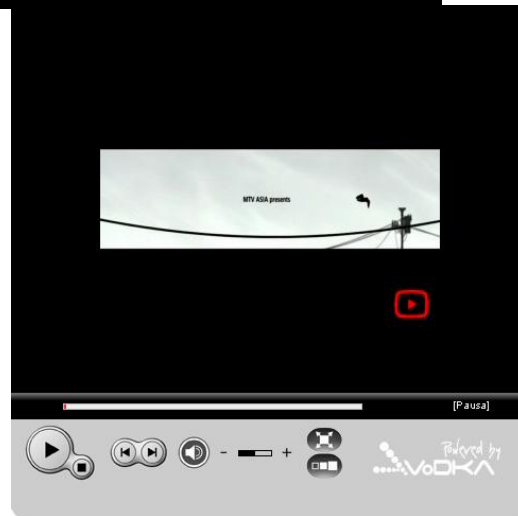 MTV ASIA presents
[Pausa]
- +
Powered by
VoDKA